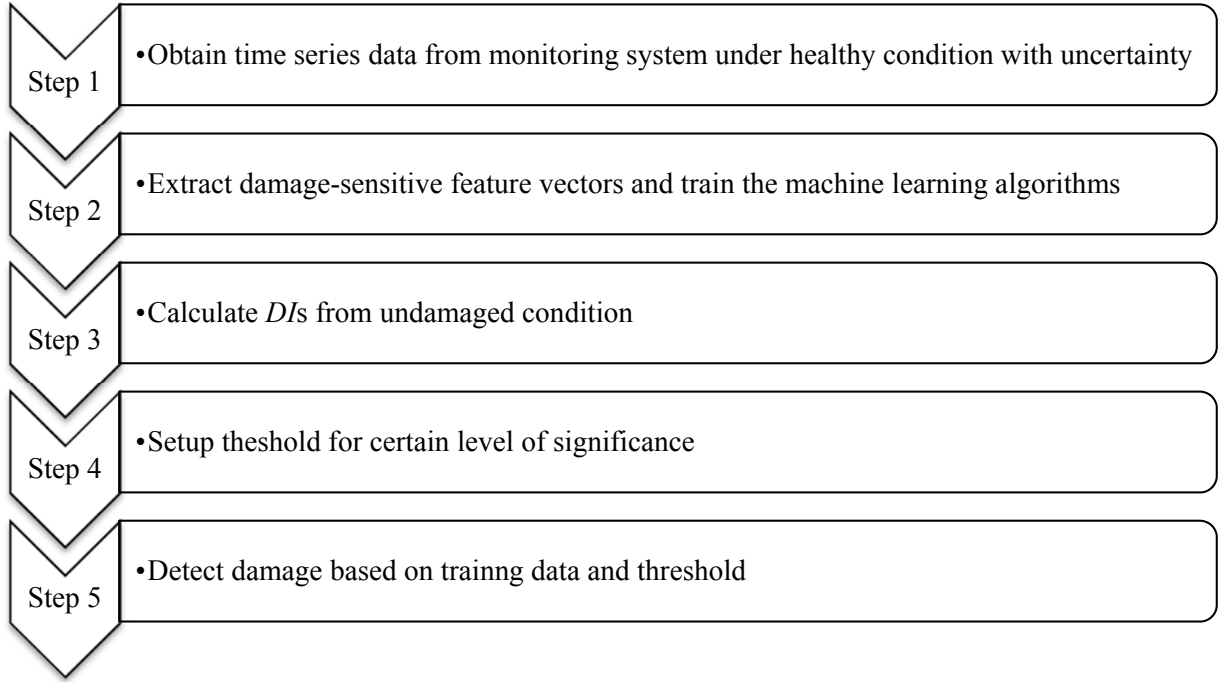 Step 1
•Obtain time series data from monitoring system under healthy condition with uncertainty
Step 2
•Extract damage-sensitive feature vectors and train the machine learning algorithms
Step 3
•Calculate DIs from undamaged condition
Step 4
•Setup theshold for certain level of significance
Step 5
•Detect damage based on trainng data and threshold